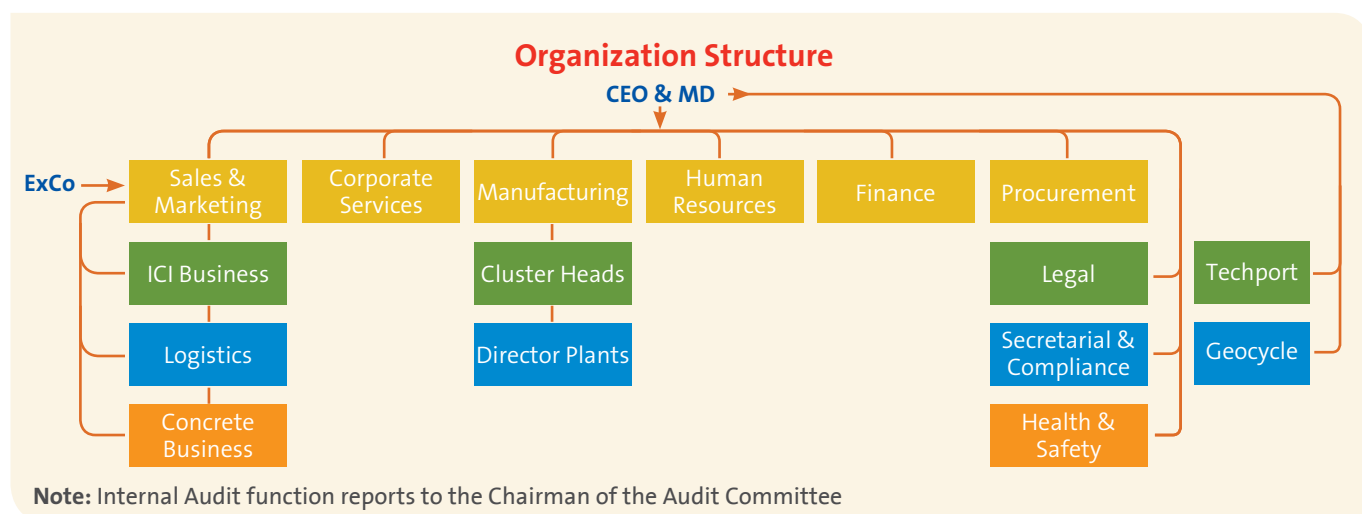 Organization Structure
CEO & MD
ExCo
Sales &
Marketing
Corporate
Services
Manufacturing
Human
Resources
Finance
Procurement
ICI Business
Cluster Heads
Legal
Techport
Logistics
Director Plants
Secretarial &
Compliance
Geocycle
Concrete
Business
Health &
Safety
Note: Internal Audit function reports to the Chairman of the Audit Committee